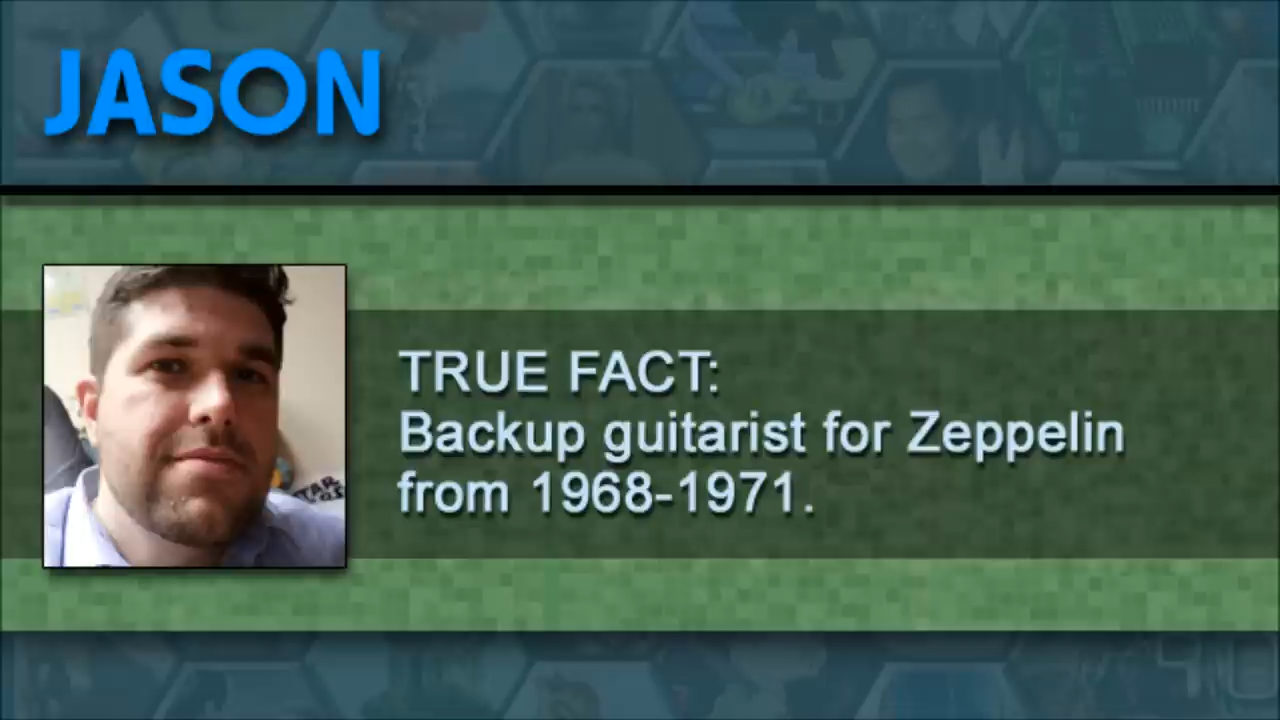 JASON
TRUE FACT:
Backup guitarist for Zeppelin
from 1968-1971.